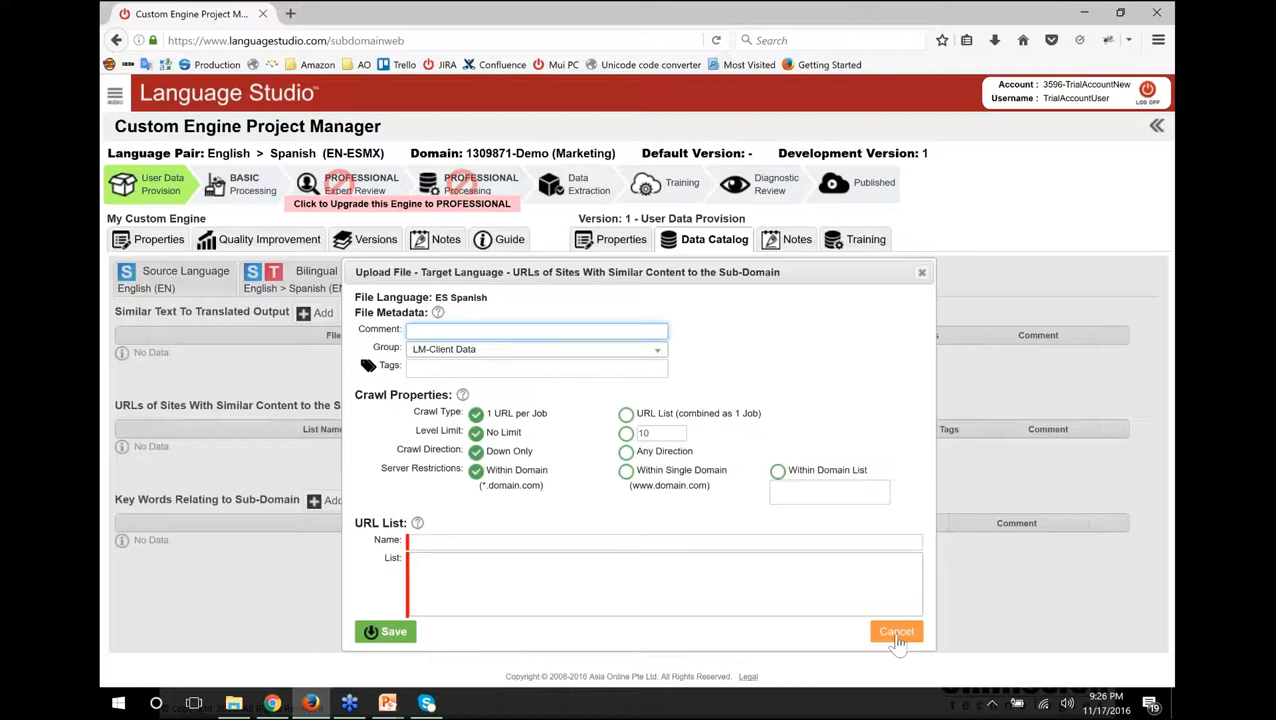 Custom Engine Project M...
https://www.languagestudio.com/subdomainweb
Search
Production
Amazon
AO
Trello
JIRA
Confluence
Mui PC
Unicode code converter
Most Visited
Getting Started
MENU
Language Studio™
Account : 3596-TrialAccountNew
Username : TrialAccountUser
LOG OFF
Custom Engine Project Manager
Language Pair: English > Spanish (EN-ESMX) Domain: 1309871-Demo (Marketing) Default Version: - Development Version: 1
User Data
Provision
BASIC
Processing
PROFESSIONAL
Expert Review
PROFESSIONAL
Processing
Data
Extraction
Training
Diagnostic
Review
Published
Click to Upgrade this Engine to PROFESSIONAL
My Custom Engine
Version: 1 - User Data Provision
Properties
Quality Improvement
Versions
Notes
Guide
Properties
Data Catalog
Notes
Training
S Source Language
English (EN)
S T Bilingual
English > Spanish (EN
Similar Text To Translated Output
Add
File
s
Comment
No Data.
URLs of Sites With Similar Content to the S
List Name
Tags
Comment
No Data.
Key Words Relating to Sub-Domain
Add
Comment
No Data.
Upload File - Target Language - URLs of Sites With Similar Content to the Sub-Domain
File Language: ES Spanish
File Metadata:
Comment:
Group: LM-Client Data
Tags:
Crawl Properties:
Crawl Type: 1 URL per Job URL List (combined as 1 Job)
Level Limit: No Limit 10
Crawl Direction: Down Only Any Direction
Server Restrictions: Within Domain Within Single Domain Within Domain List
(*.domain.com) (www.domain.com)
URL List:
Name:
List:
Save
Cancel
Copyright © 2008-2016 Asia Online Pte Ltd. All Rights Reserved. Legal
9:26 PM
11/17/2016
19